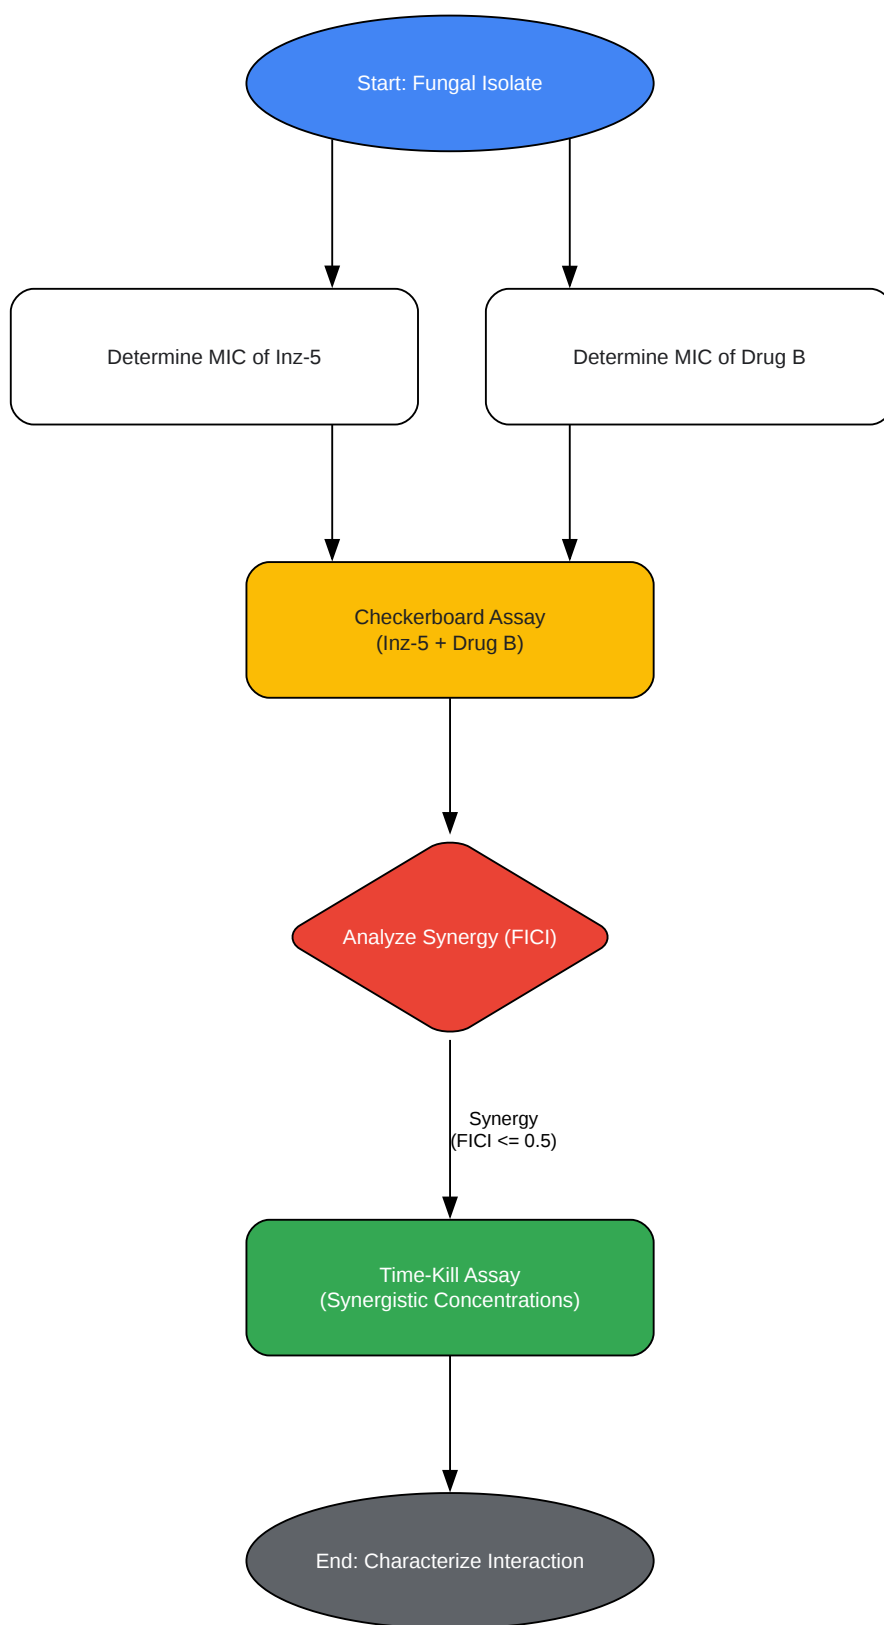 Start: Fungal Isolate
Determine MIC of Inz-5
Determine MIC of Drug B
Checkerboard Assay
(Inz-5 + Drug B)
Analyze Synergy (FICI)
Synergy
(FICI <= 0.5)
Time-Kill Assay
(Synergistic Concentrations)
End: Characterize Interaction